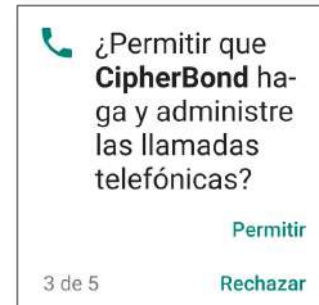 ¿Permitir que
CipherBond ha-
ga y administre
las llamadas
telefónicas?
Permitir
3 de 5
Rechazar